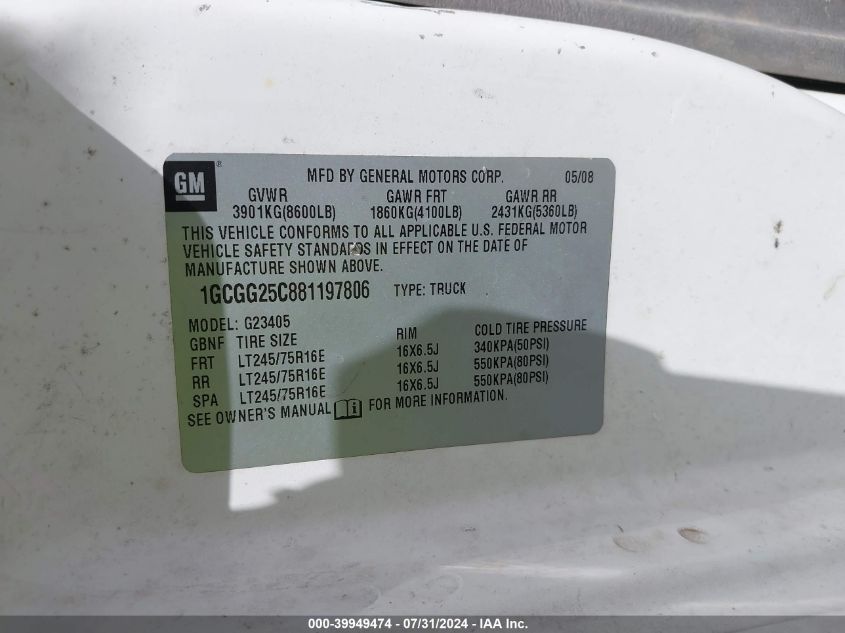 GM® MFD BY GENERAL MOTORS CORP. 05/08
GVWR GAWR FRT GAWR RR
3901KG(8600LB) 1860KG(4100LB) 2431KG(5360LB)
THIS VEHICLE CONFORMS TO ALL APPLICABLE U.S. FEDERAL MOTOR
VEHICLE SAFETY STANDARDS IN EFFECT ON THE DATE OF
MANUFACTURE SHOWN ABOVE.
1GCGG25C881197806 TYPE: TRUCK
MODEL: G23405
GBNF TIRE SIZE RIM COLD TIRE PRESSURE
FRT LT245/75R16E 16X6.5J 340KPA(50PSI)
RR LT245/75R16E 16X6.5J 550KPA(80PSI)
SPA LT245/75R16E 16X6.5J 550KPA(80PSI)
SEE OWNER'S MANUAL FOR MORE INFORMATION.
000-39949474 - 07/31/2024 - IAA Inc.